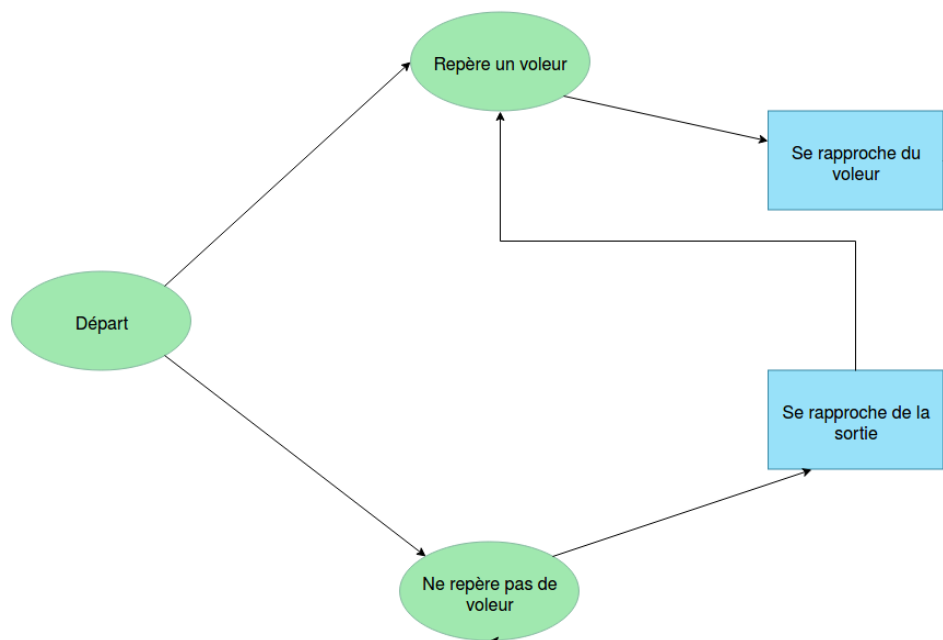 Repère un voleur
Se rapproche du
voleur
Départ
Se rapproche de la
sortie
Ne repère pas de
voleur